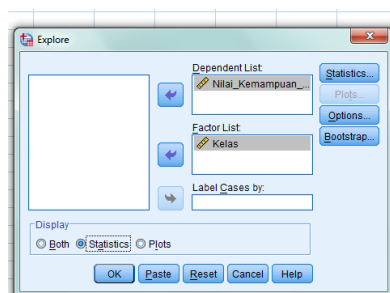 Explore
Dependent List:
Nilai_Kemampuan_...
Statistics...
Plots...
Options...
Bootstrap...
Factor List:
Kelas
Label Cases by:
Display
Both Statistics Plots
OK Paste Reset Cancel Help